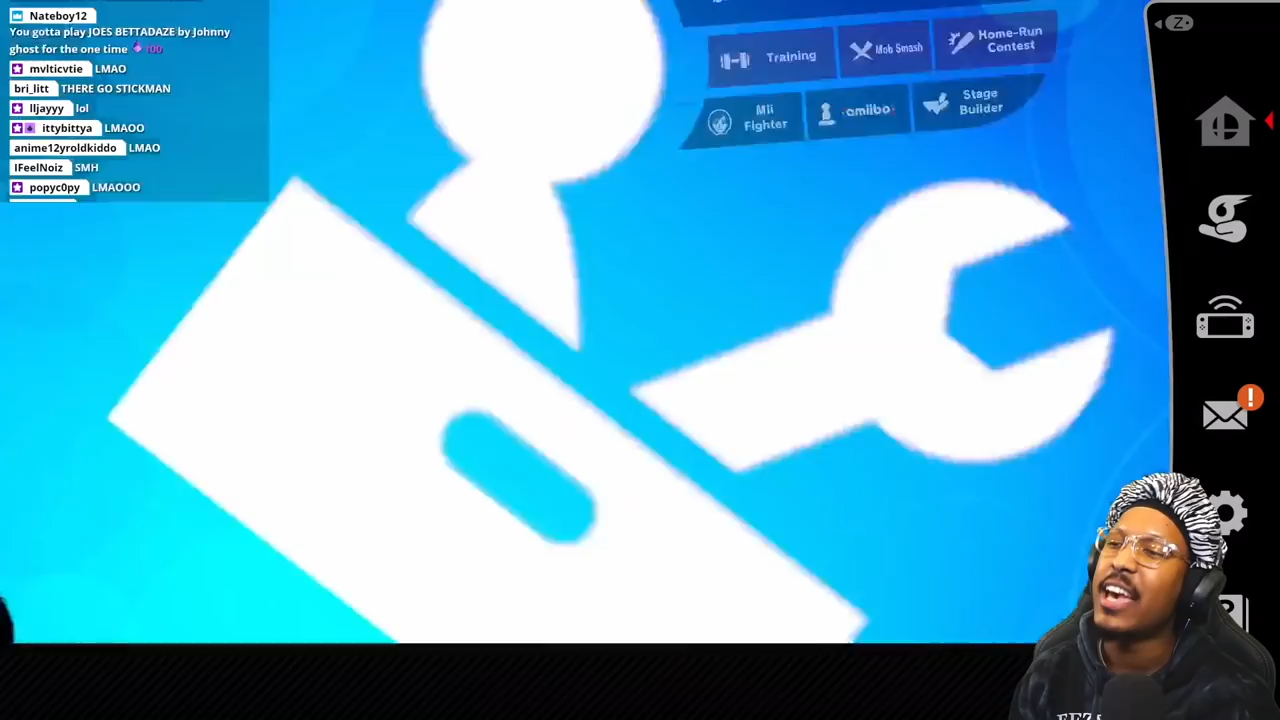 Nateboy12
You gotta play JOES BETTADAZE by Johnny
ghost for the one time 100
mvlticvtie LMAO
bri_litt THERE GO STICKMAN
lljayyy lol
ittybittya LMAOO
anime12yroldkiddo LMAO
IFeelNoiz SMH
popyc0py LMAOOO
Training
Mob Smash
Home-Run
Contest
Mii
Fighter
amiibo
Stage
Builder
Z
!